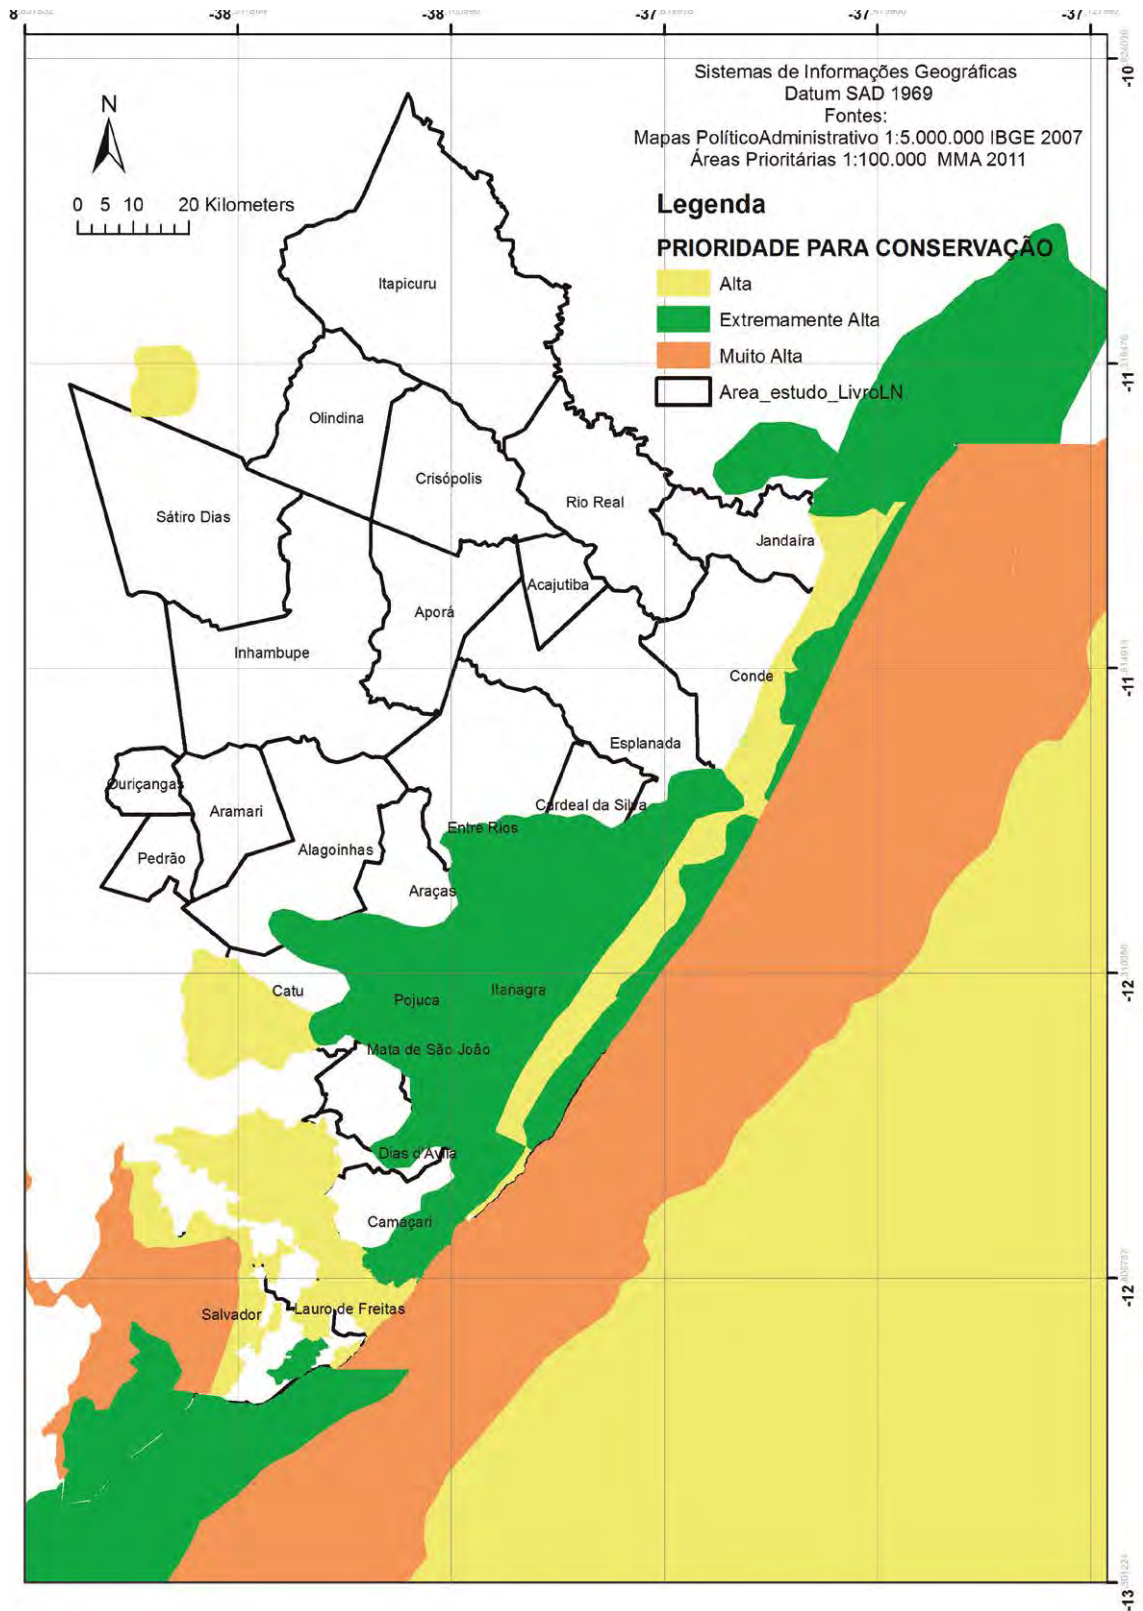 -38
-38
-37
-37
-37
Sistemas de Informações Geográficas
Datum SAD 1969
Fontes:
Mapas PolíticoAdministrativo 1:5.000.000 IBGE 2007
Áreas Prioritárias 1:100.000 MMA 2011
N
0 5 10 20 Kilometers
Legenda
PRIORIDADE PARA CONSERVAÇÃO
Alta
Extremamente Alta
Muito Alta
Area_estudo_LivroLN
-10
Itapicuru
-11
Olindina
Crisópolis
Rio Real
Sátiro Dias
Jandaíra
Acajutiba
Aporá
Inhambupe
-11
Conde
Esplanada
Ouriçangas
Aramari
Cardeal da Silva
Entre Rios
Alagoinhas
Pedrão
Araças
-12
Catu
Pojuca
Itanagra
Mata de São João
Dias d'Avila
Camaçari
-12
Salvador
Lauro de Freitas
-13